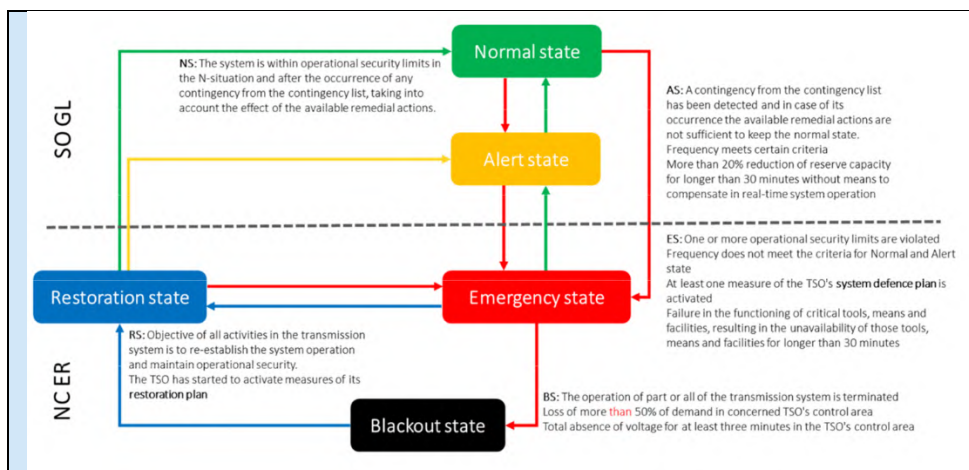 SO GL
Normal state
NS: The system is within operational security limits in
the N-situation and after the occurrence of any
contingency from the contingency list, taking into
account the effect of the available remedial actions.
AS: A contingency from the contingency list
has been detected and in case of its
occurrence the available remedial actions are
not sufficient to keep the normal state.
Frequency meets certain criteria
More than 20% reduction of reserve capacity
for longer than 30 minutes without means to
compensate in real-time system operation
Alert state
NC ER
ES: One or more operational security limits are violated
Frequency does not meet the criteria for Normal and Alert
state
At least one measure of the TSO's system defence plan is
activated
Failure in the functioning of critical tools, means and
facilities, resulting in the unavailability of those tools,
means and facilities for longer than 30 minutes
Restoration state
Emergency state
RS: Objective of all activities in the transmission
system is to re-establish the system operation
and maintain operational security.
The TSO has started to activate measures of its
restoration plan
BS: The operation of part or all of the transmission system is terminated
Loss of more than 50% of demand in concerned TSO's control area
Total absence of voltage for at least three minutes in the TSO's control area
Blackout state